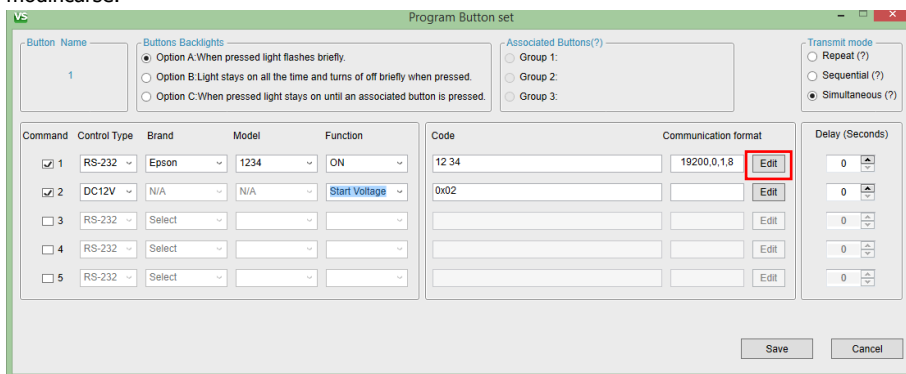 VS Program Button set
Button Name Buttons Backlights Associated Buttons(?) Transmit mode
Option A:When pressed light flashes briefly. Group 1: Repeat (?)
1 Option B:Light stays on all the time and turns of off briefly when pressed. Group 2: Sequential (?)
Option C:When pressed light stays on until an associated button is pressed. Group 3: Simultaneous (?)
Command Control Type Brand Model Function Code Communication format Delay (Seconds)
1 RS-232 Epson 1234 ON 12 34 19200,0,1,8 Edit 0
2 DC12V N/A N/A Start Voltage 0x02 Edit 0
3 RS-232 Select Edit 0
4 RS-232 Select Edit 0
5 RS-232 Select Edit 0
Save Cancel